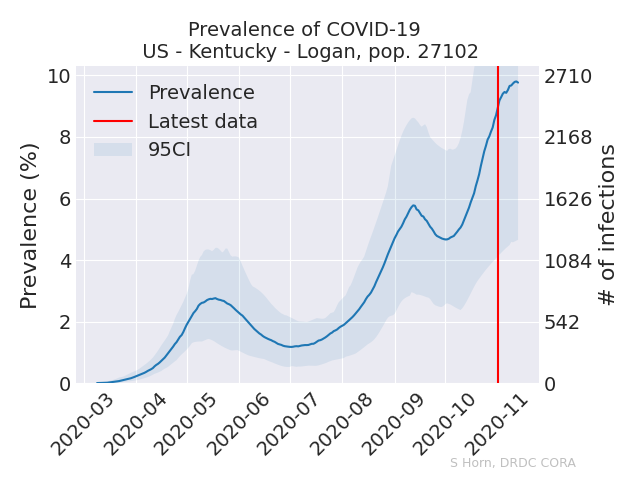 Prevalence of COVID-19
US - Kentucky - Logan, pop. 27102
Prevalence
Latest data
95CI
Prevalence (%)
10
8
6
4
2
0
2710
2168
1626
1084
542
0
# of infections
2020-03
2020-04
2020-05
2020-06
2020-07
2020-08
2020-09
2020-10
2020-11
S Horn, DRDC CORA